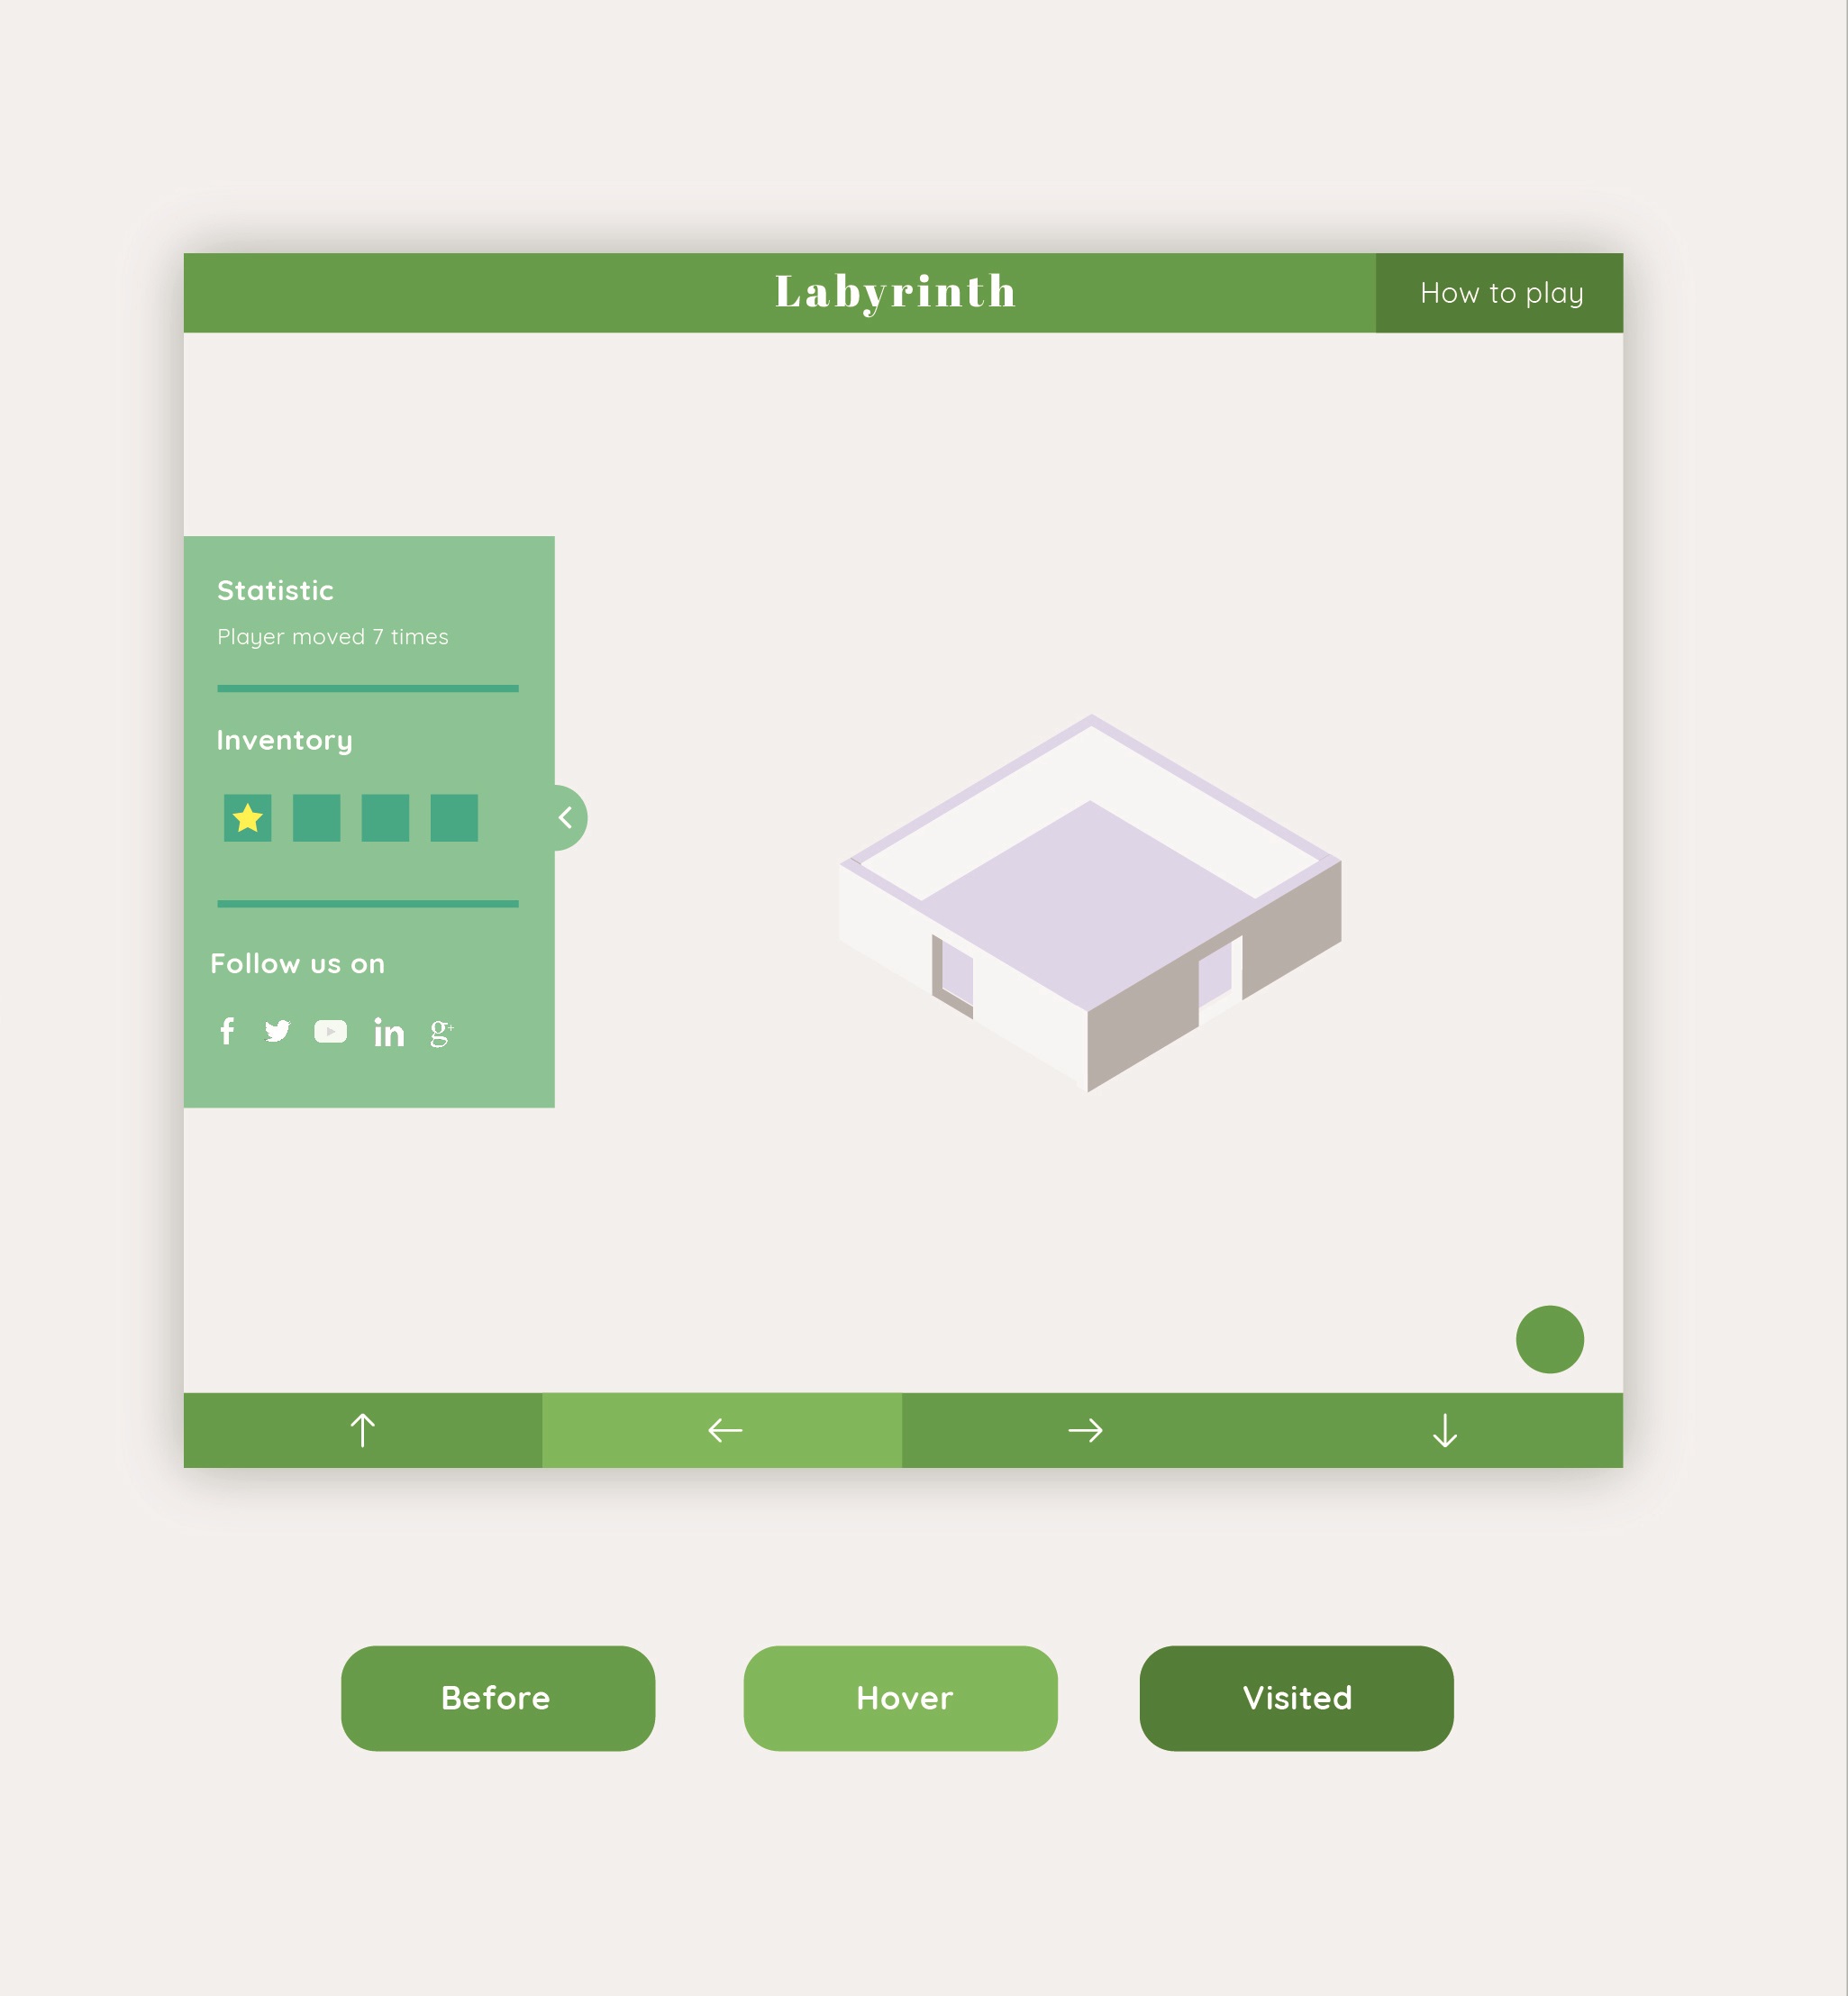 Labyrinth
How to play
Statistic
Player moved 7 times
Inventory
Follow us on
Before
Hover
Visited